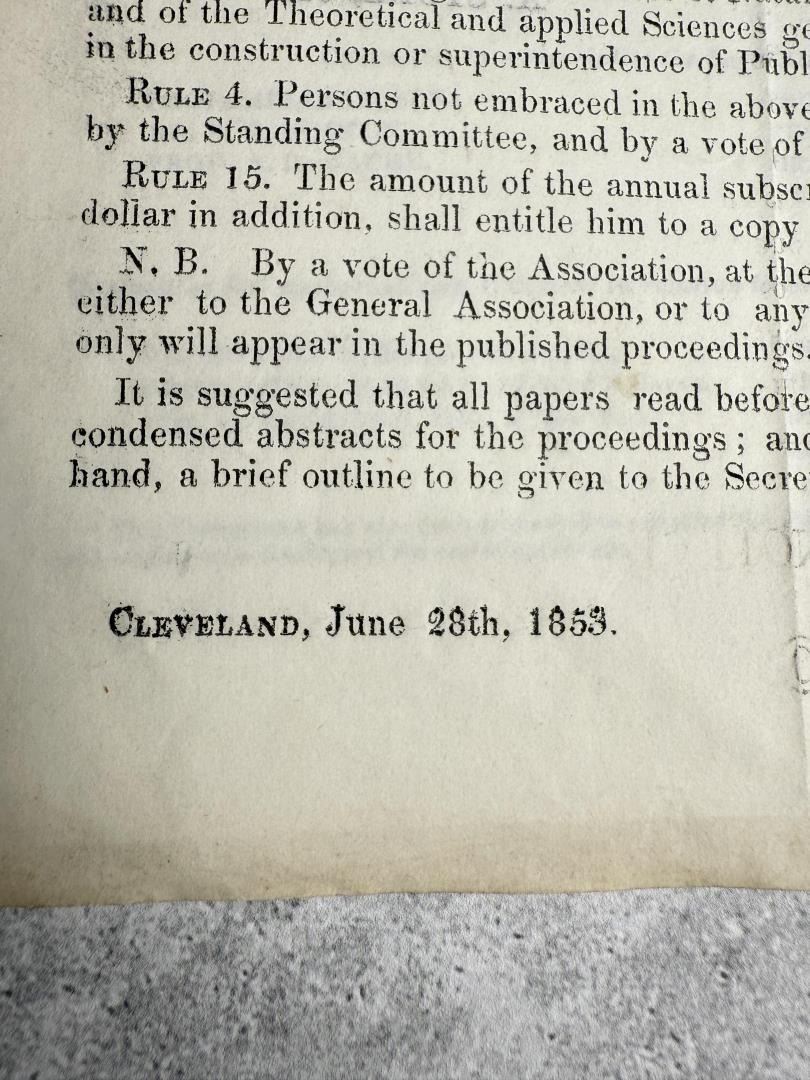 and of the Theoretical and applied Sciences ge
in the construction or superintendence of Publ
RULE 4. Persons not embraced in the above
by the Standing Committee, and by a vote of
RULE 15. The amount of the annual subscr
dollar in addition, shall entitle him to a copy
N. B. By a vote of the Association, at the
either to the General Association, or to any
only will appear in the published proceedings.
It is suggested that all papers read before
condensed abstracts for the proceedings; and
hand, a brief outline to be given to the Secre
CLEVELAND, June 28th, 1853.